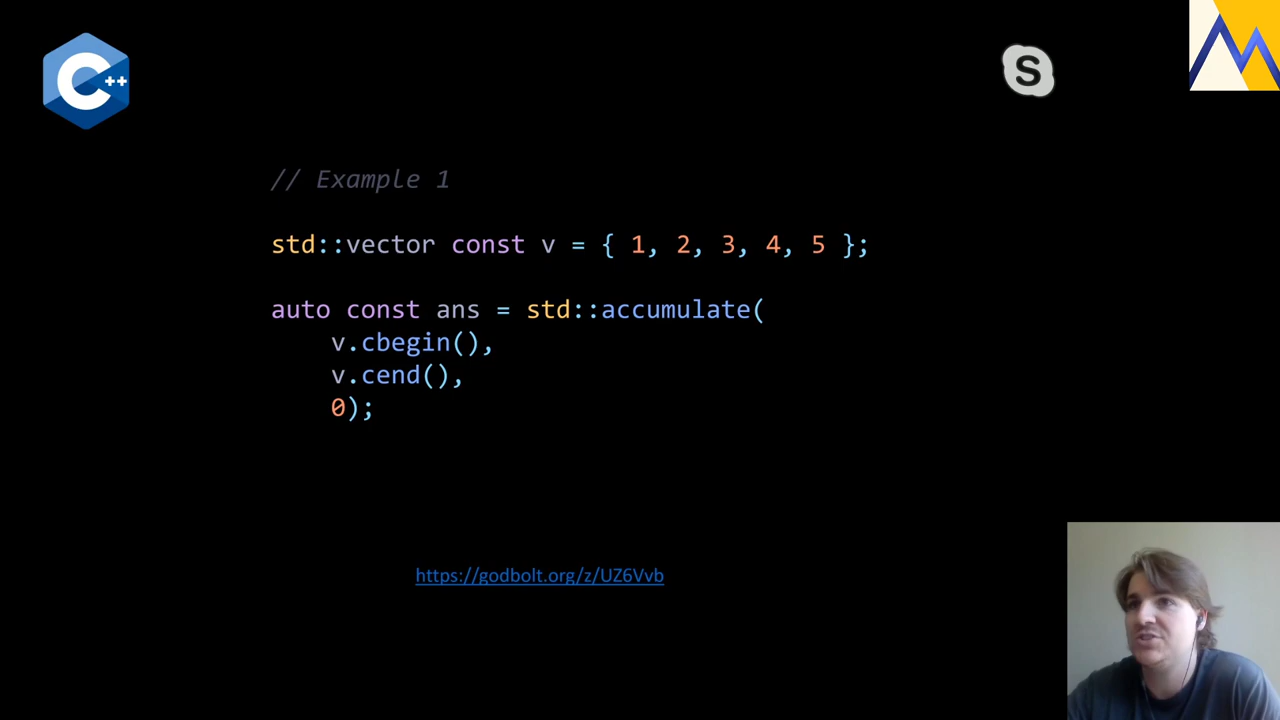 C++
S
// Example 1
std::vector const v = { 1, 2, 3, 4, 5 };
auto const ans = std::accumulate(
    v.cbegin(),
    v.cend(),
    0);
https://godbolt.org/z/UZ6Vvb